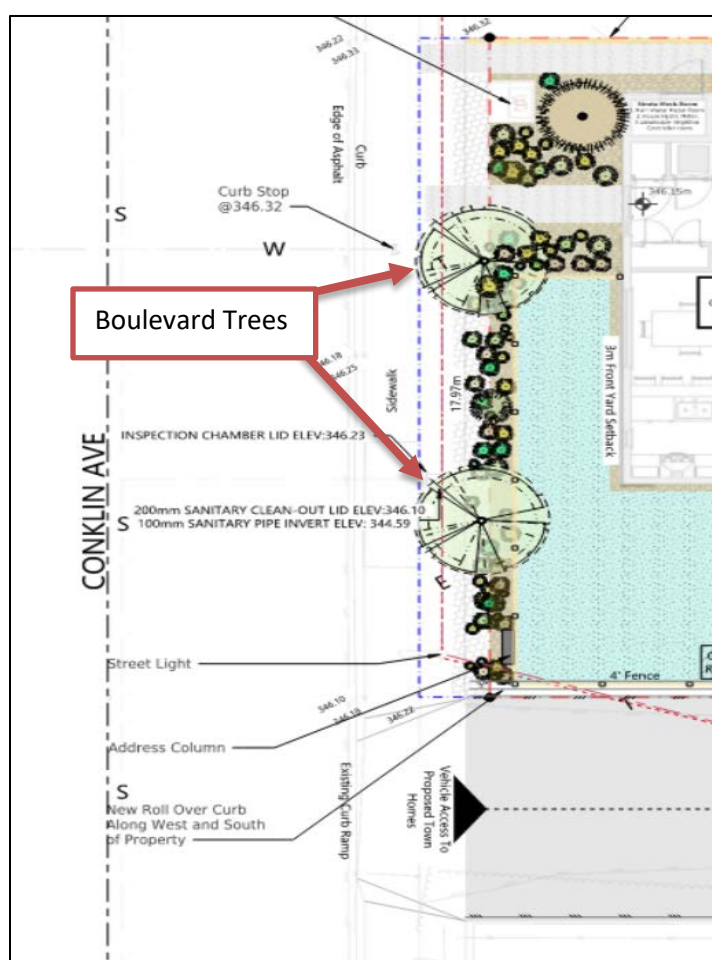 346.32
346.22
346.33
Edge of Asphalt
Curb
Curb Stop
@346.32
S
W
346.15m
Boulevard Trees
346.18
346.25
Sidewalk
17.97m
3m Front Yard Setback
INSPECTION CHAMBER LID ELEV:346.23
200mm SANITARY CLEAN-OUT LID ELEV:346.10
100mm SANITARY PIPE INVERT ELEV: 344.59
CONKLIN AVE
S
E
Street Light
4' Fence
346.10
346.18
346.22
Address Column
S
New Roll Over Curb
Along West and South
of Property
Existing Curb Ramp
Vehicle Access To
Proposed Town
Homes